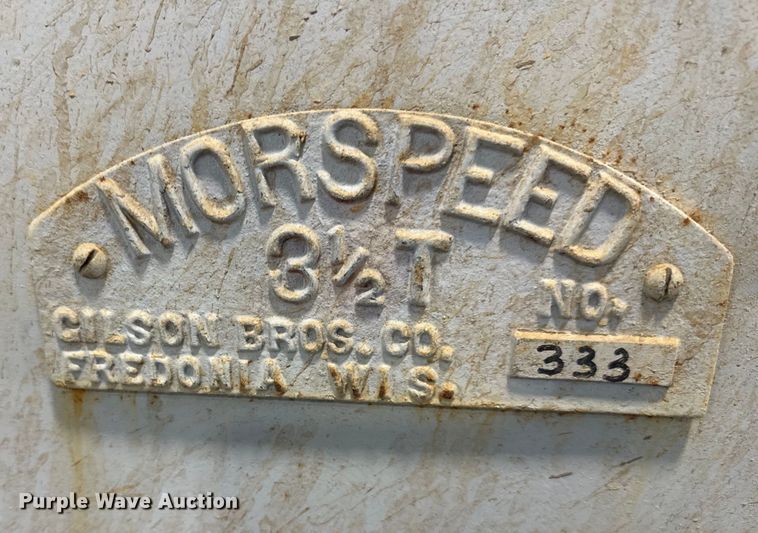 MORSPEED
3½ T
GILSON BROS. CO.
FREDONIA WIS.
NO.
333
Purple Wave Auction